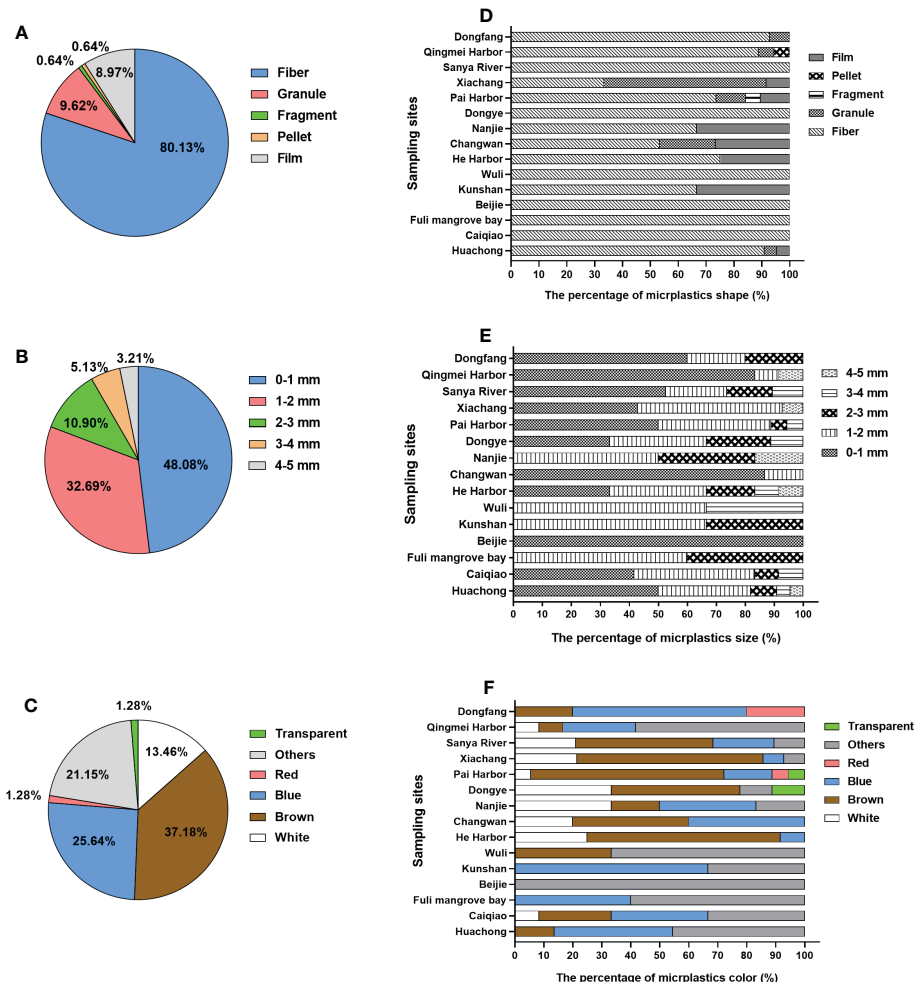 A
0.64%
0.64%
8.97%
9.62%
80.13%
Fiber
Granule
Fragment
Pellet
Film
D
Sampling sites
Dongfang
Qingmei Harbor
Sanya River
Xiachang
Pai Harbor
Dongye
Nanjie
Changwan
He Harbor
Wuli
Kunshan
Beijie
Fuli mangrove bay
Caiqiao
Huachong
0 10 20 30 40 50 60 70 80 90 100
The percentage of micrplastics shape (%)
Film
Pellet
Fragment
Granule
Fiber
B
5.13%
3.21%
10.90%
48.08%
32.69%
0-1 mm
1-2 mm
2-3 mm
3-4 mm
4-5 mm
E
Sampling sites
Dongfang
Qingmei Harbor
Sanya River
Xiachang
Pai Harbor
Dongye
Nanjie
Changwan
He Harbor
Wuli
Kunshan
Beijie
Fuli mangrove bay
Caiqiao
Huachong
0 10 20 30 40 50 60 70 80 90 100
The percentage of micrplastics size (%)
4-5 mm
3-4 mm
2-3 mm
1-2 mm
0-1 mm
C
1.28%
13.46%
21.15%
1.28%
25.64%
37.18%
Transparent
Others
Red
Blue
Brown
White
F
Sampling sites
Dongfang
Qingmei Harbor
Sanya River
Xiachang
Pai Harbor
Dongye
Nanjie
Changwan
He Harbor
Wuli
Kunshan
Beijie
Fuli mangrove bay
Caiqiao
Huachong
0 10 20 30 40 50 60 70 80 90 100
The percentage of micrplastics color (%)
Transparent
Others
Red
Blue
Brown
White